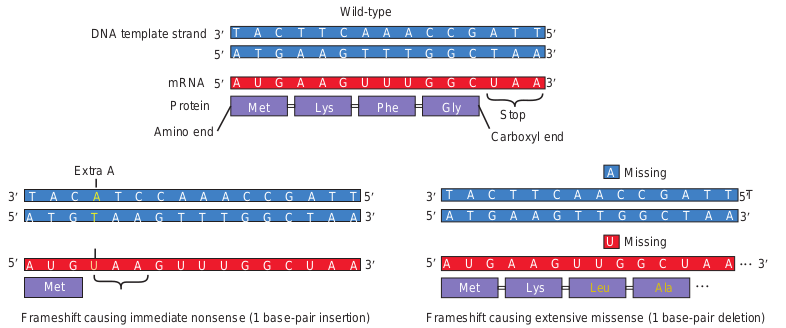 Wild-type
DNA template strand 3’ T A C T T C A A A C C G A T T 5’
5’ A T G A A G T T T G G C T A A
mRNA 5’ A U G A A G U U U G G C U A A 3’
Protein Met Lys Phe Gly
Stop
Amino end
Carboxyl end
Extra A
3’ T A C A T C C A A A C C G A T T 5’
5’ A T G T A A G T T T G G C T A A 3’
5’ A U G U A A G U U U G G C U A A 3’
Met
Frameshift causing immediate nonsense (1 base-pair insertion)
A Missing
3’ T A C T T C A A C C G A T T 5’T
5’ A T G A A G T T G G C T A A 3’
U Missing
5’ A U G A A G U U G G C U A A ... 3’
Met Lys Leu Ala ...
Frameshift causing extensive missense (1 base-pair deletion)